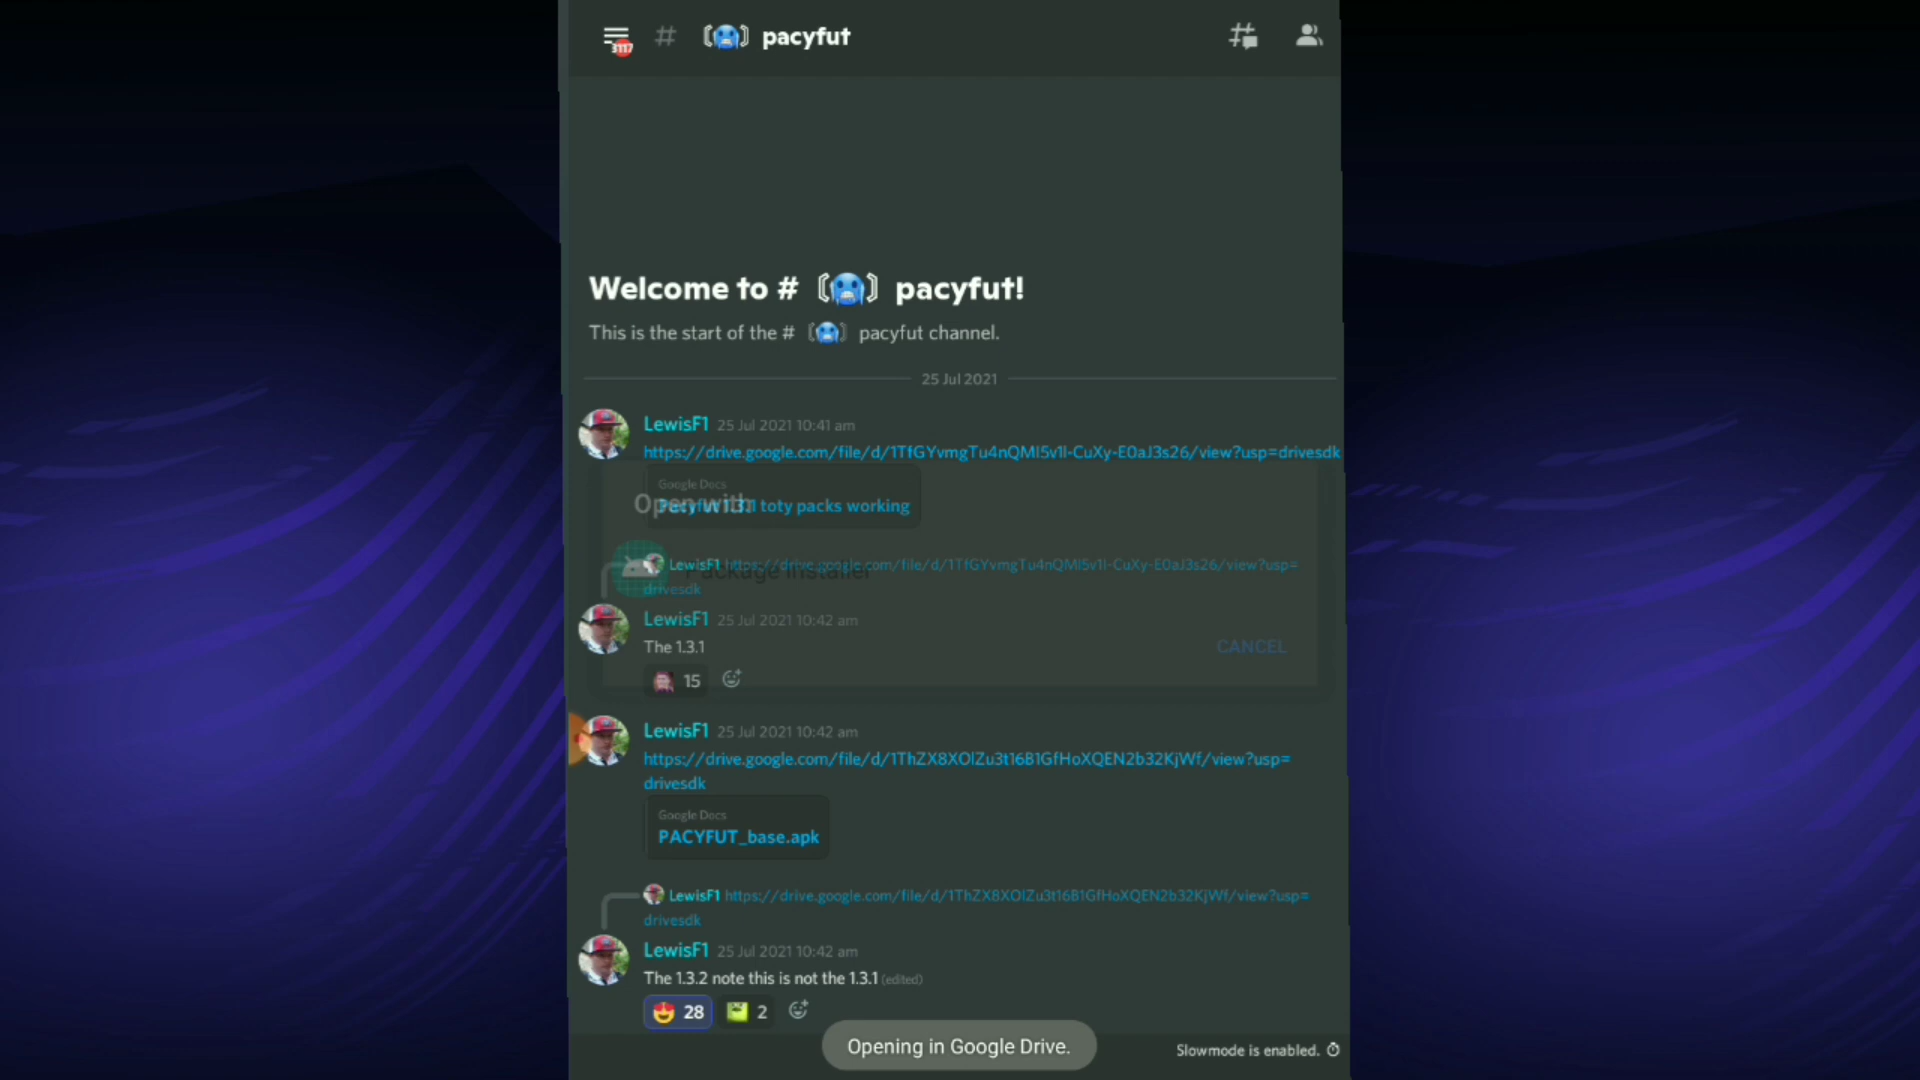 3117
# pacyfut
Welcome to # pacyfut!
This is the start of the # pacyfut channel.
25 Jul 2021
LewisF1 25 Jul 2021 10:41 am
https://drive.google.com/file/d/1TfGYvmgTu4nQMI5v1l-CuXy-E0aJ3s26/view?usp=drivesdk
Google Docs
Open with
Pacyfut 1.3.1 toty packs working
LewisF1 https://drive.google.com/file/d/1TfGYvmgTu4nQMI5v1l-CuXy-E0aJ3s26/view?usp=
Package installer
drivesdk
LewisF1 25 Jul 2021 10:42 am
The 1.3.1
CANCEL
15
LewisF1 25 Jul 2021 10:42 am
https://drive.google.com/file/d/1ThZX8XOlZu3t16B1GfHoXQEN2b32KjWf/view?usp=
drivesdk
Google Docs
PACYFUT_base.apk
LewisF1 https://drive.google.com/file/d/1ThZX8XOlZu3t16B1GfHoXQEN2b32KjWf/view?usp=
drivesdk
LewisF1 25 Jul 2021 10:42 am
The 1.3.2 note this is not the 1.3.1 (edited)
28 2
Opening in Google Drive.
Slowmode is enabled.